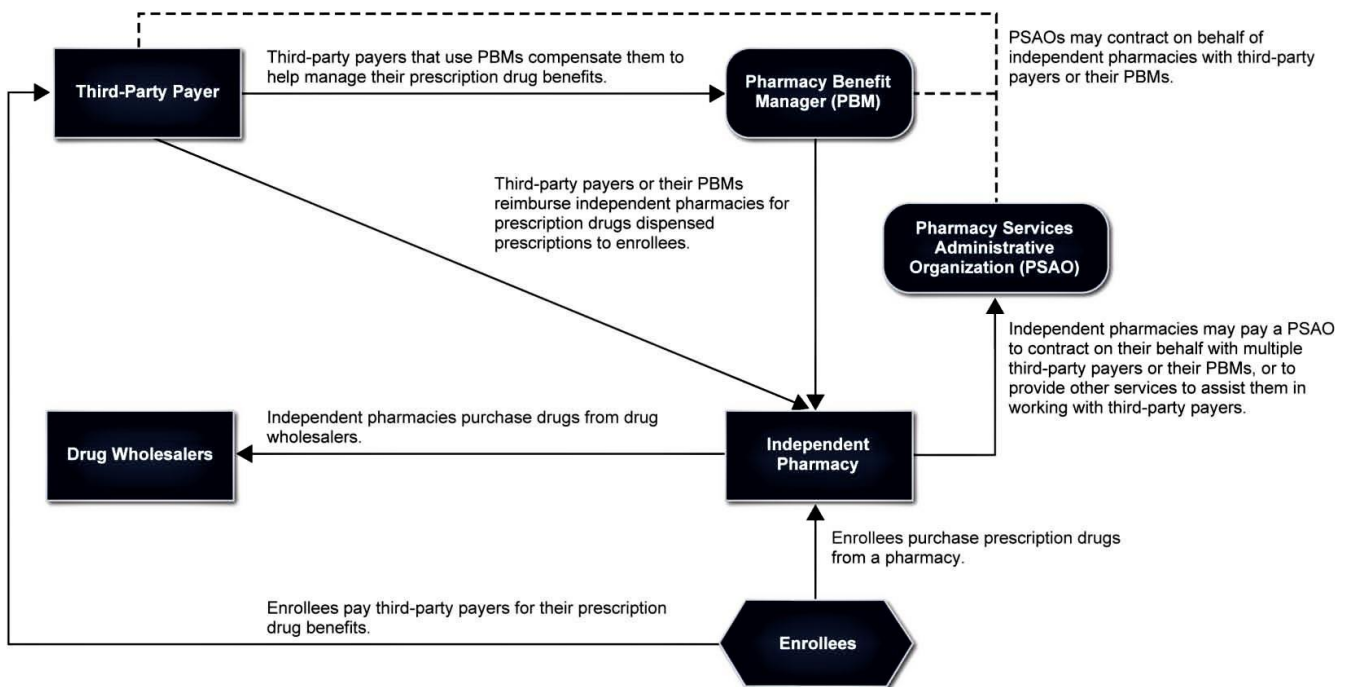 PSAOs may contract on behalf of
independent pharmacies with third-party
payers or their PBMs.
Third-party payers that use PBMs compensate them to
help manage their prescription drug benefits.
Third-Party Payer
Pharmacy Benefit
Manager (PBM)
Third-party payers or their PBMs
reimburse independent pharmacies for
prescription drugs dispensed
prescriptions to enrollees.
Pharmacy Services
Administrative
Organization (PSAO)
Independent pharmacies may pay a PSAO
to contract on their behalf with multiple
third-party payers or their PBMs, or to
provide other services to assist them in
working with third-party payers.
Independent pharmacies purchase drugs from drug
wholesalers.
Drug Wholesalers
Independent
Pharmacy
Enrollees purchase prescription drugs
from a pharmacy.
Enrollees pay third-party payers for their prescription
drug benefits.
Enrollees